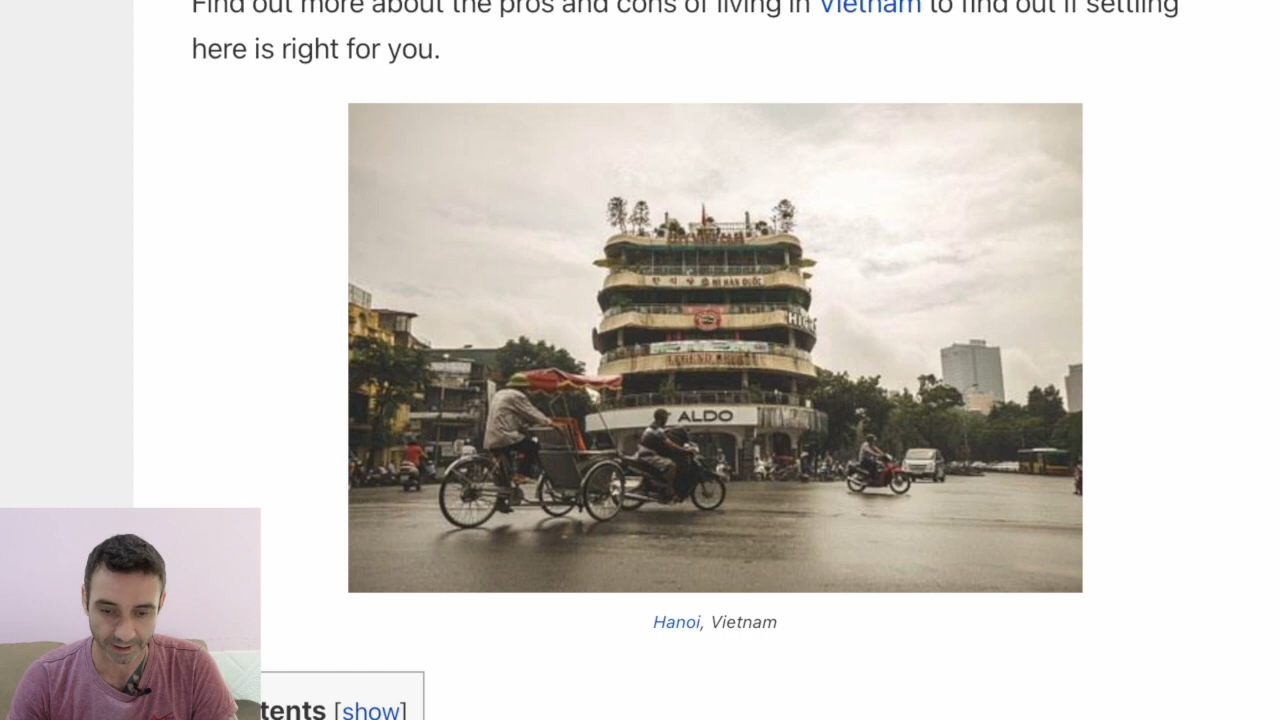 Find out more about the pros and cons of living in Vietnam to find out if settling
here is right for you.
ALDO
Hanoi, Vietnam
tents [show]